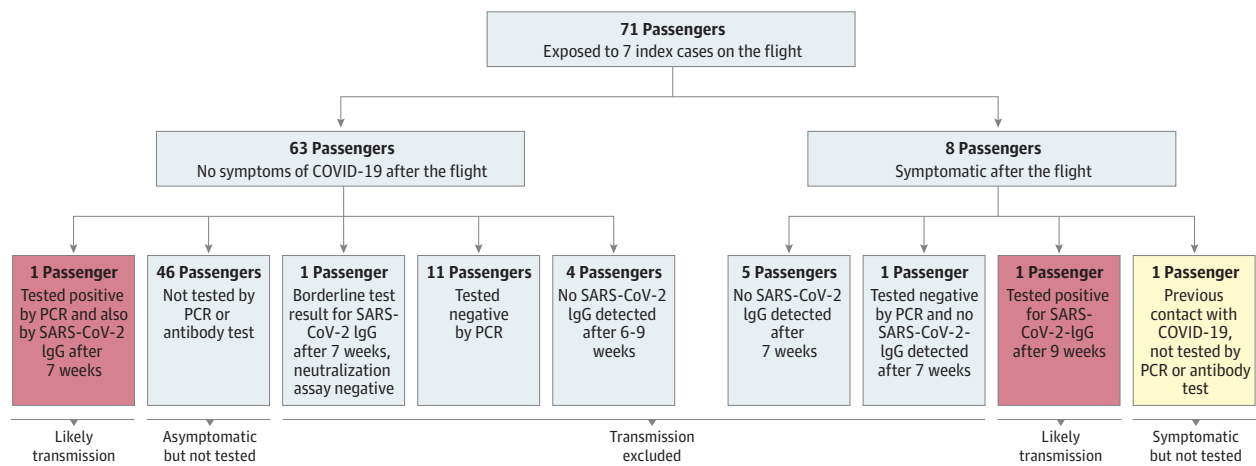 71 Passengers
Exposed to 7 index cases on the flight
63 Passengers
No symptoms of COVID-19 after the flight
8 Passengers
Symptomatic after the flight
1 Passenger
Tested positive
by PCR and also
by SARS-CoV-2
lgG after
7 weeks
46 Passengers
Not tested by
PCR or
antibody test
1 Passenger
Borderline test
result for SARS-
CoV-2 lgG
after 7 weeks,
neutralization
assay negative
11 Passengers
Tested
negative
by PCR
4 Passengers
No SARS-CoV-2
lgG detected
after 6-9
weeks
5 Passengers
No SARS-CoV-2
lgG detected
after
7 weeks
1 Passenger
Tested negative
by PCR and no
SARS-CoV-2-
lgG detected
after 7 weeks
1 Passenger
Tested positive
for SARS-
CoV-2-lgG
after 9 weeks
1 Passenger
Previous
contact with
COVID-19,
not tested by
PCR or antibody
test
Likely
transmission
Asymptomatic
but not tested
Transmission
excluded
Likely
transmission
Symptomatic
but not tested